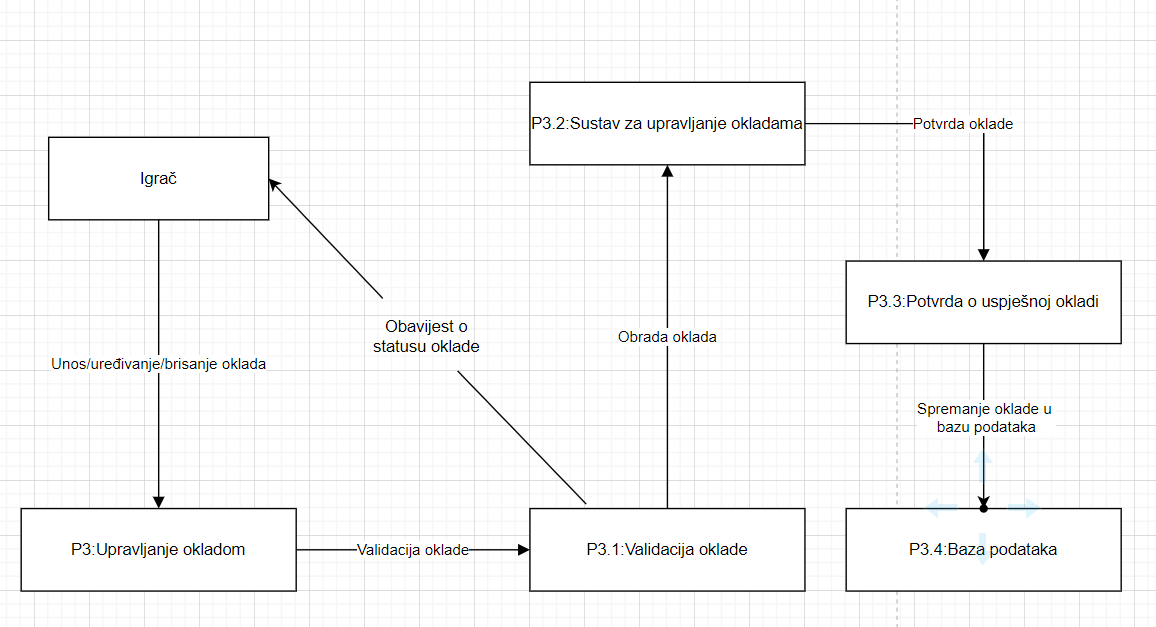 P3.2:Sustav za upravljanje okladama
Potvrda oklade
Igrač
P3.3:Potvrda o uspješnoj okladi
Obavijest o
statusu oklade
Obrada oklada
Unos/uređivanje/brisanje oklada
Spremanje oklade u
bazu podataka
P3:Upravljanje okladom
Validacija oklade
P3.1:Validacija oklade
P3.4:Baza podataka